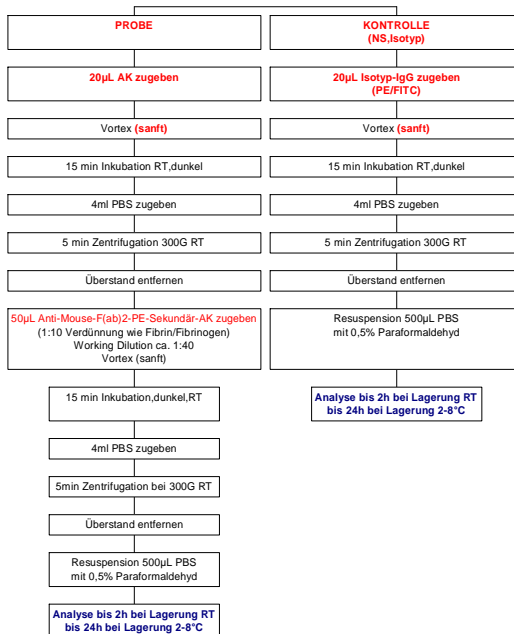 PROBE
20µL AK zugeben
Vortex (sanft)
15 min Inkubation RT,dunkel
4ml PBS zugeben
5 min Zentrifugation 300G RT
Überstand entfernen
50µL Anti-Mouse-F(ab)2-PE-Sekundär-AK zugeben
(1:10 Verdünnung wie Fibrin/Fibrinogen)
Working Dilution ca. 1:40
Vortex (sanft)
15 min Inkubation,dunkel,RT
4ml PBS zugeben
5min Zentrifugation bei 300G RT
Überstand entfernen
Resuspension 500µL PBS
mit 0,5% Paraformaldehyd
Analyse bis 2h bei Lagerung RT
bis 24h bei Lagerung 2-8°C
KONTROLLE
(NS,Isotyp)
20µL Isotyp-IgG zugeben
(PE/FITC)
Vortex (sanft)
15 min Inkubation RT,dunkel
4ml PBS zugeben
5 min Zentrifugation 300G RT
Überstand entfernen
Resuspension 500µL PBS
mit 0,5% Paraformaldehyd
Analyse bis 2h bei Lagerung RT
bis 24h bei Lagerung 2-8°C